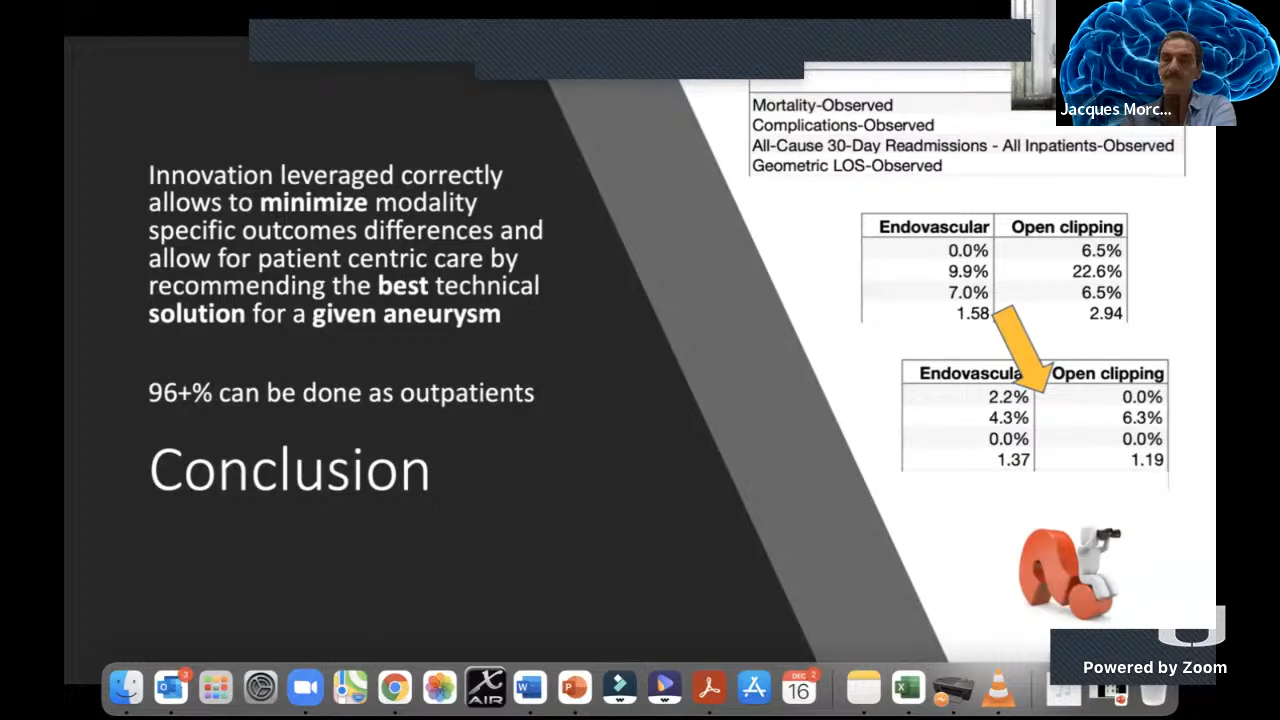 Jacques Morc...
Mortality-Observed
Complications-Observed
All-Cause 30-Day Readmissions - All Inpatients-Observed
Geometric LOS-Observed
Innovation leveraged correctly
allows to minimize modality
specific outcomes differences and
allow for patient centric care by
recommending the best technical
solution for a given aneurysm
96+% can be done as outpatients
Conclusion
Endovascular Open clipping
0.0% 6.5%
9.9% 22.6%
7.0% 6.5%
1.58 2.94
Endovascula Open clipping
2.2% 0.0%
4.3% 6.3%
0.0% 0.0%
1.37 1.19
Powered by Zoom
3
X
AIR
W
P
A
DEC
2
16
X